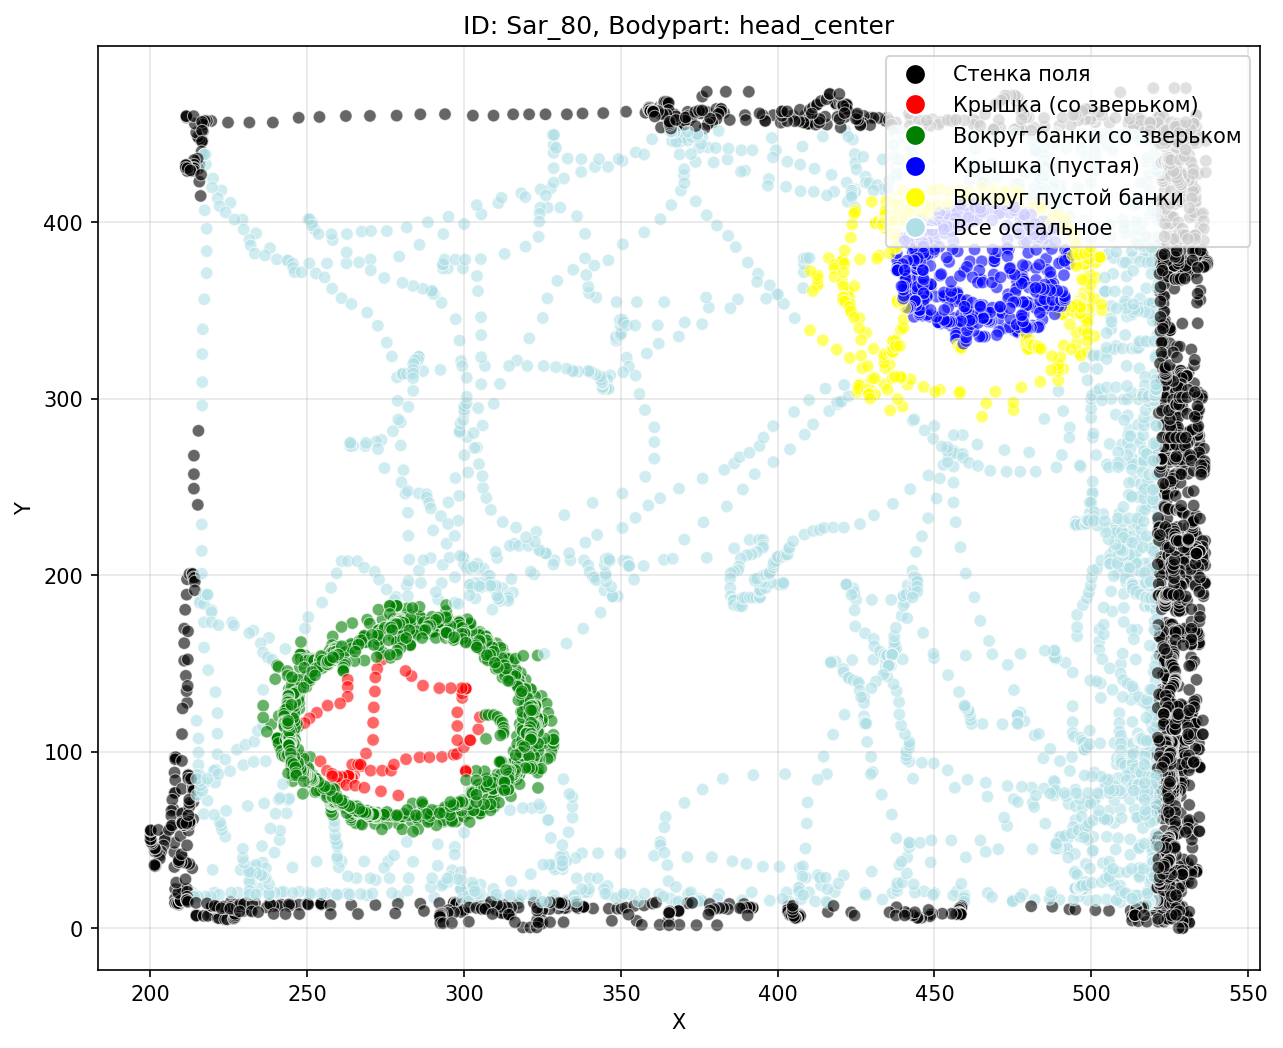 ID: Sar_80, Bodypart: head_center
Стенка поля
Крышка (со зверьком)
Вокруг банки со зверьком
Крышка (пустая)
Вокруг пустой банки
Все остальное
400
300
200
100
0
Y
200 250 300 350 400 450 500 550
X